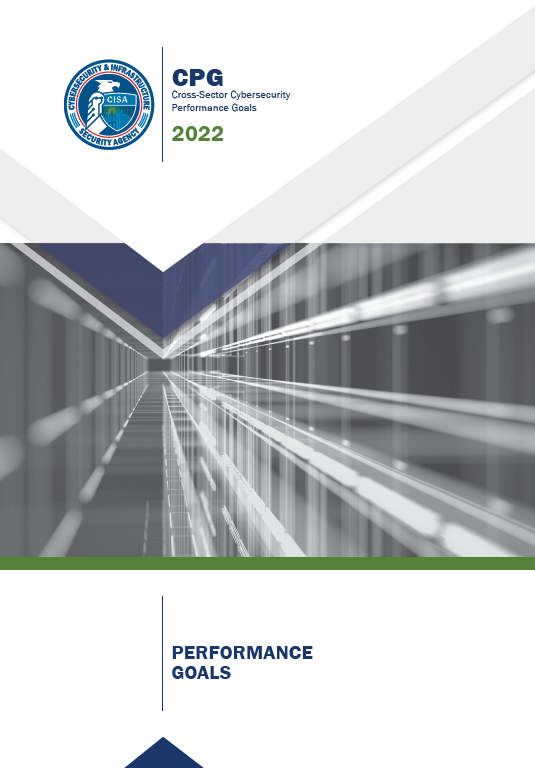 CYBERSECURITY & INFRASTRUCTURE
CISA
SECURITY AGENCY
CPG
Cross-Sector Cybersecurity
Performance Goals
2022
PERFORMANCE
GOALS